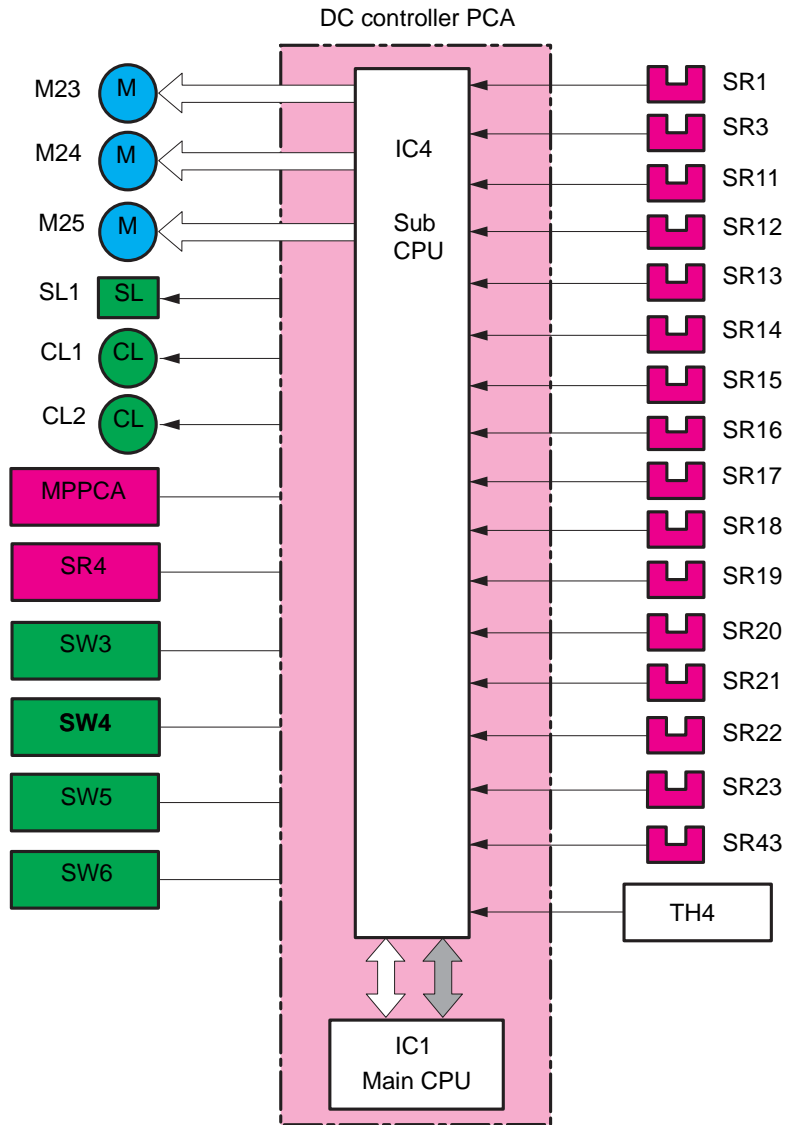 DC controller PCA
M23
M
M24
M
M25
M
SL1
SL
CL1
CL
CL2
CL
MPPCA
SR4
SW3
SW4
SW5
SW6
IC4
Sub
CPU
IC1
Main CPU
SR1
SR3
SR11
SR12
SR13
SR14
SR15
SR16
SR17
SR18
SR19
SR20
SR21
SR22
SR23
SR43
TH4